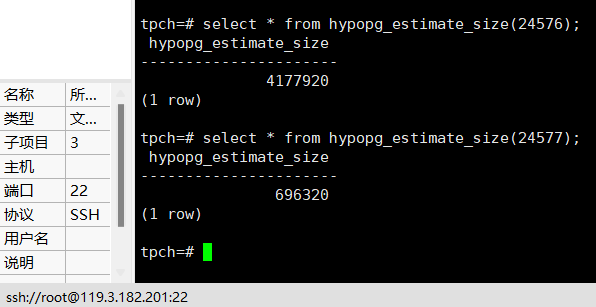 tpch=# select * from hypopg_estimate_size(24576);
hypopg_estimate_size
----------------------
4177920
(1 row)
tpch=# select * from hypopg_estimate_size(24577);
hypopg_estimate_size
----------------------
696320
(1 row)
tpch=#
名称 所...
类型 文...
子项目 3
主机
端口 22
协议 SSH
用户名
说明
ssh://root@119.3.182.201:22